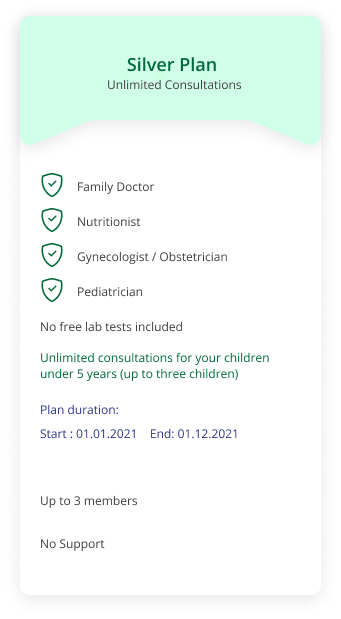 Silver Plan
Unlimited Consultations
Family Doctor
Nutritionist
Gynecologist / Obstetrician
Pediatrician
No free lab tests included
Unlimited consultations for your children
under 5 years (up to three children)
Plan duration:
Start : 01.01.2021 End: 01.12.2021
Up to 3 members
No Support